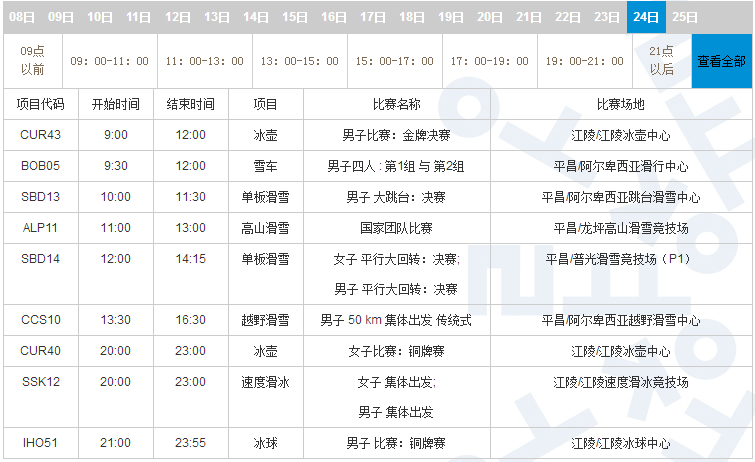 08日 09日 10日 11日 12日 13日 14日 15日 16日 17日 18日 19日 20日 21日 22日 23日 24日 25日
09点
以前
09：00-11：00 11：00-13：00 13：00-15：00 15：00-17：00 17：00-19：00 19：00-21：00
21点
以后
查看全部
项目代码 开始时间 结束时间 项目 比赛名称 比赛场地
CUR43 9:00 12:00 冰壶 男子比赛：金牌决赛 江陵/江陵冰壶中心
BOB05 9:30 12:00 雪车 男子四人 : 第1组 与 第2组 平昌/阿尔卑西亚滑行中心
SBD13 10:00 11:30 单板滑雪 男子 大跳台：决赛 平昌/阿尔卑西亚跳台滑雪中心
ALP11 11:00 13:00 高山滑雪 国家团队比赛 平昌/龙坪高山滑雪竞技场
SBD14 12:00 14:15 单板滑雪 女子 平行大回转：决赛; 平昌/普光滑雪竞技场（P1）
男子 平行大回转：决赛
CCS10 13:30 16:30 越野滑雪 男子 50 km 集体出发 传统式 平昌/阿尔卑西亚越野滑雪中心
CUR40 20:00 23:00 冰壶 女子比赛：铜牌赛 江陵/江陵冰壶中心
SSK12 20:00 23:00 速度滑冰 女子 集体出发; 江陵/江陵速度滑冰竞技场
男子 集体出发
IHO51 21:00 23:55 冰球 男子 比赛：铜牌赛 江陵/江陵冰球中心